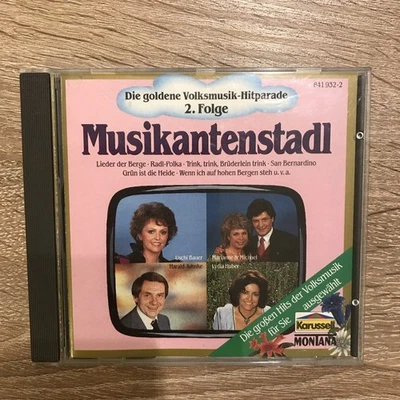 Die goldene Volksmusik-Hitparade
2. Folge
841 932-2
Musikantenstadl
Lieder der Berge · Radi-Polka · Trink, trink, Brüderlein trink · San Bernardino
Grün ist die Heide · Wenn ich auf hohen Bergen steh u. v. a.
Uschi Bauer
Marianne & Michael
Harald Juhnke
Lydia Huber
Die großen Hits der Volksmusik
für Sie ausgewählt
Karussell
MONTANA